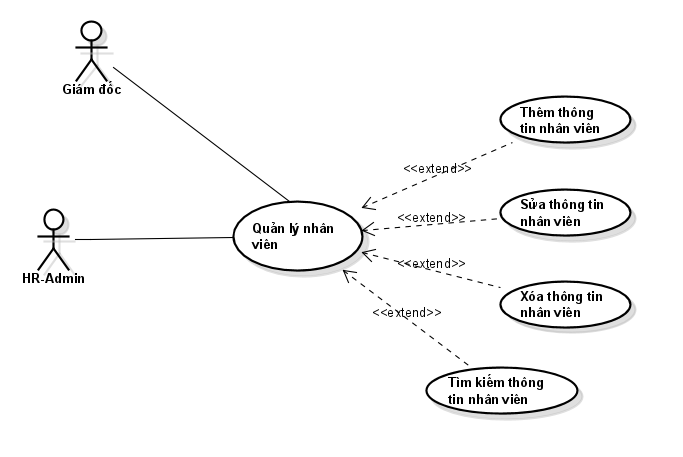 Giám đốc
Thêm thông
tin nhân viên
<<extend>>
Sửa thông tin
nhân viên
<<extend>>
Quản lý nhân
viên
HR-Admin
<<extend>>
Xóa thông tin
nhân viên
<<extend>>
Tìm kiếm thông
tin nhân viên